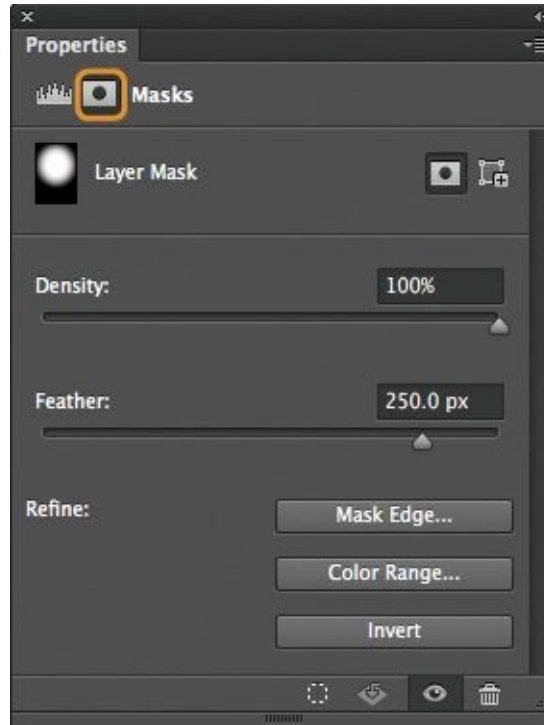 Properties
Masks
Layer Mask
Density: 100%
Feather: 250.0 px
Refine: Mask Edge...
Color Range...
Invert